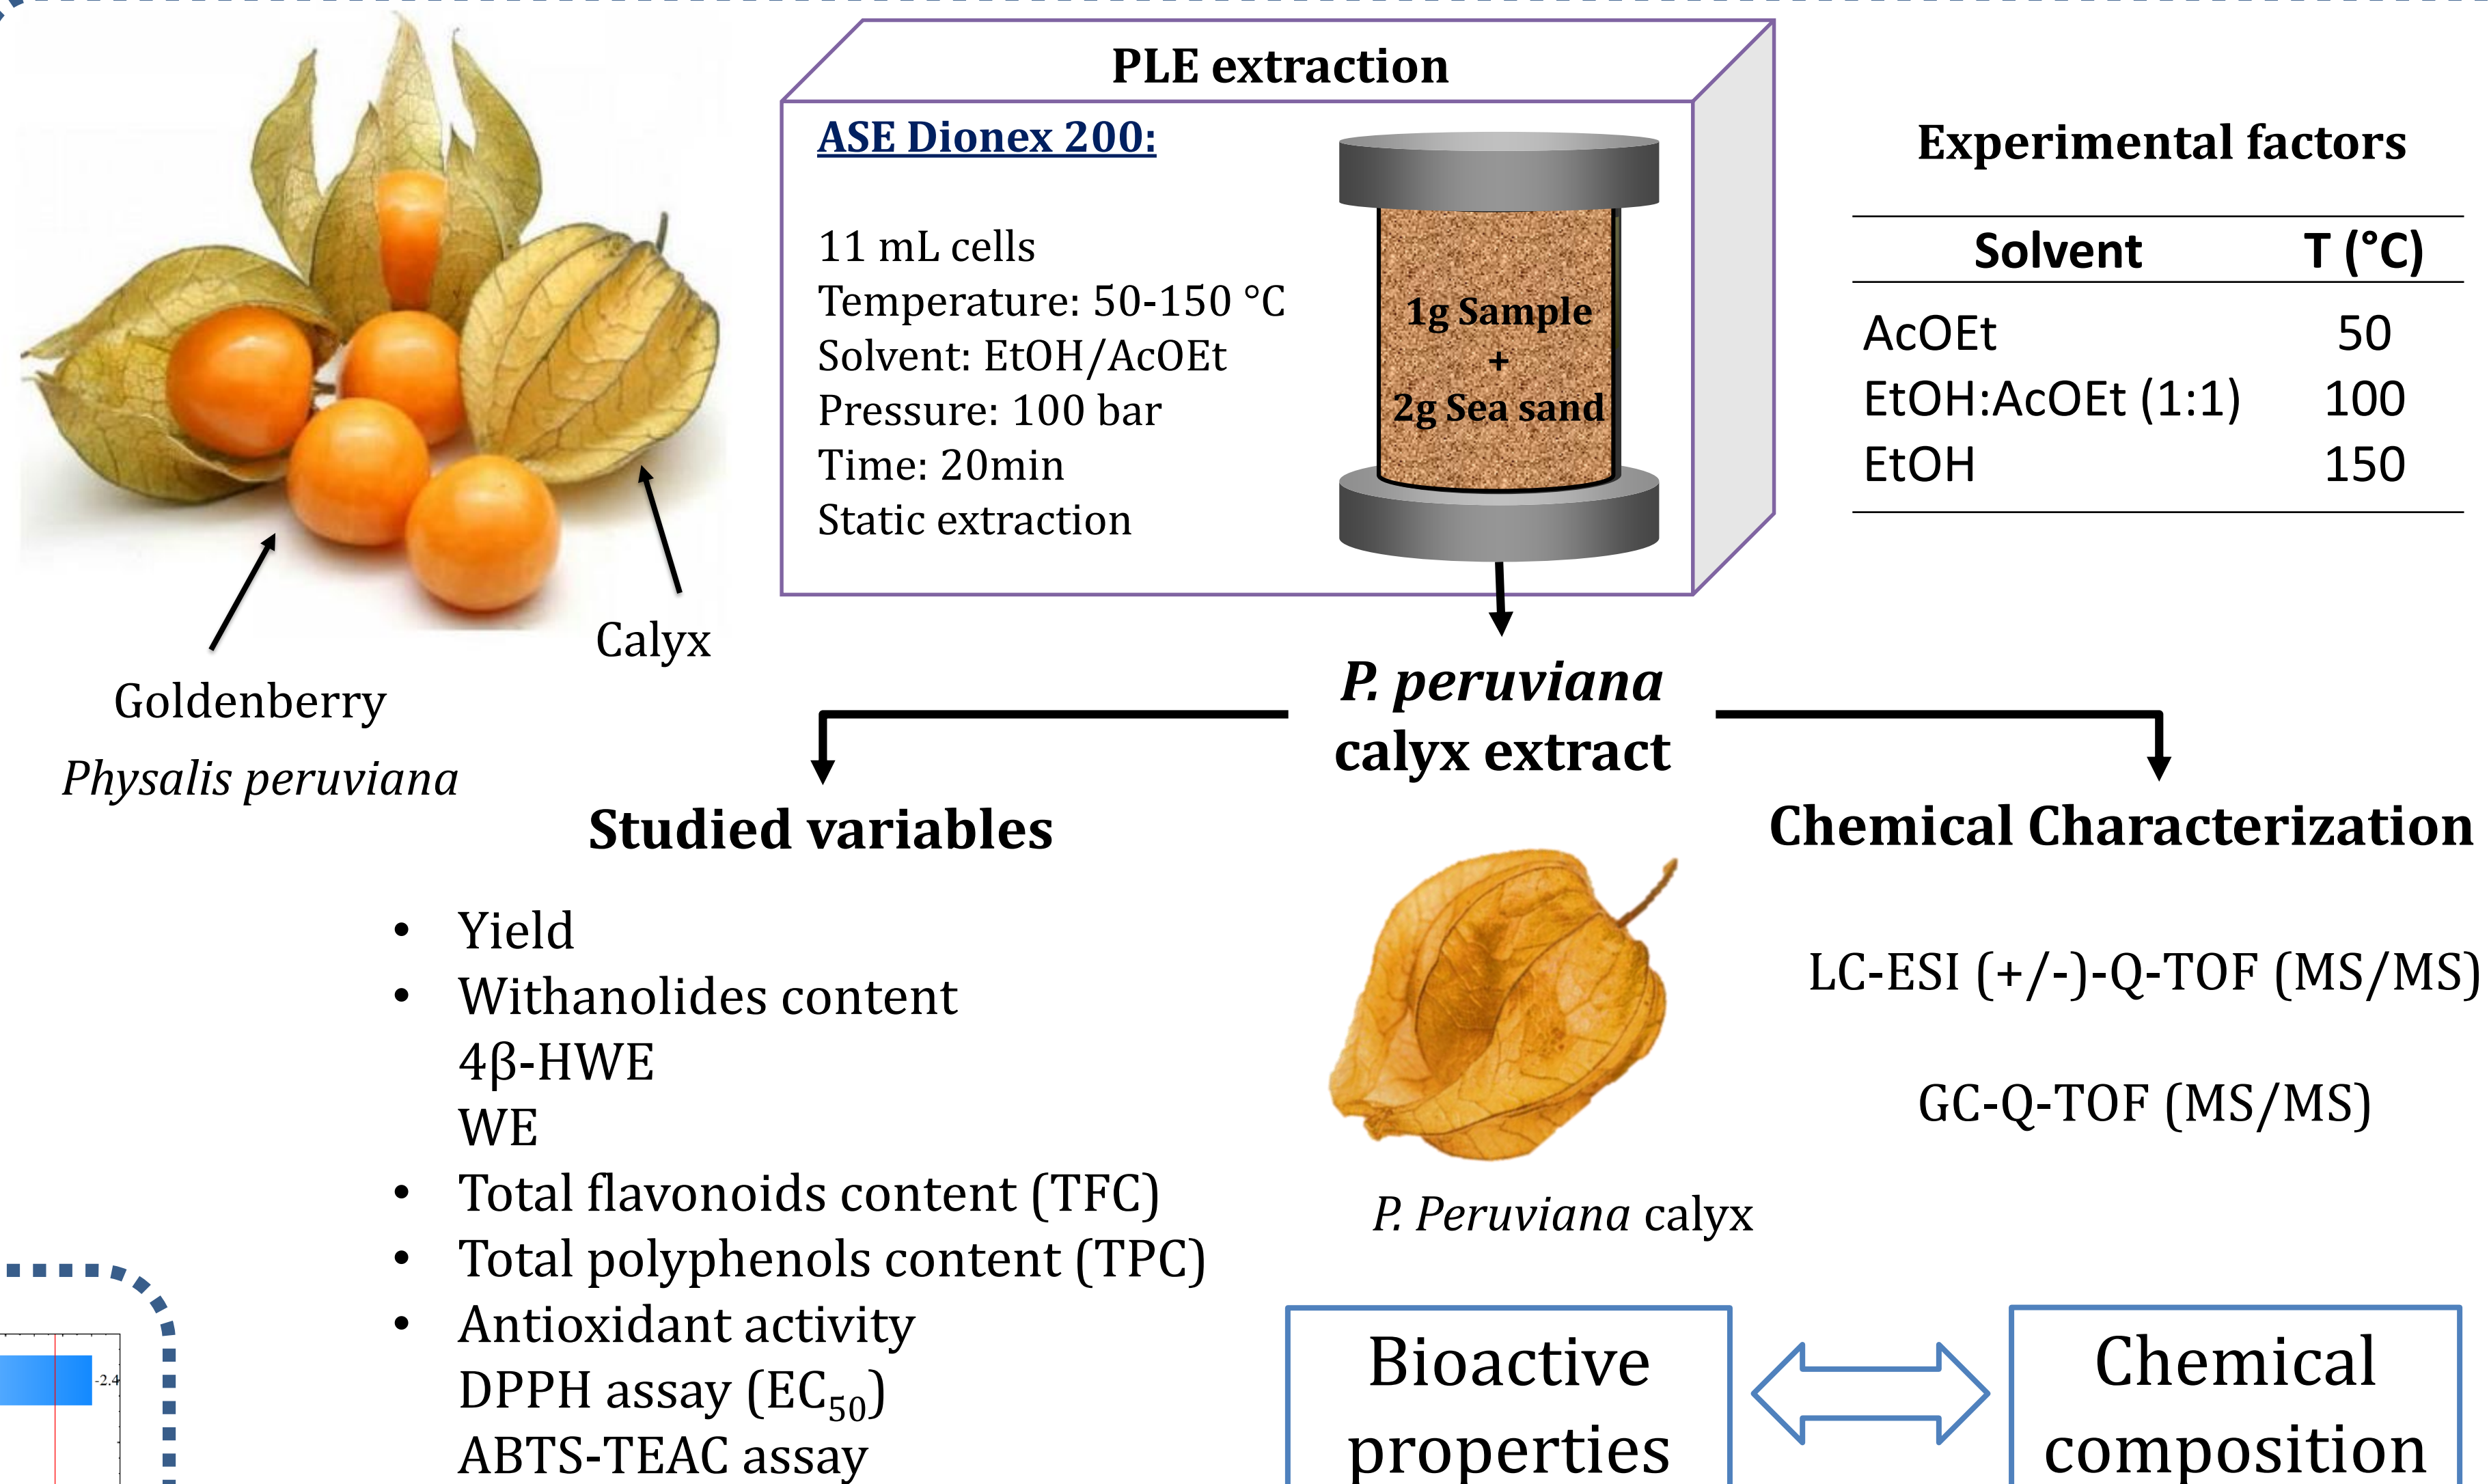 PLE extraction
ASE Dionex 200:
11 mL cells
Temperature: 50-150 °C
Solvent: EtOH/AcOEt
Pressure: 100 bar
Time: 20min
Static extraction
1g Sample
+
2g Sea sand
Experimental factors
Solvent T (°C)
AcOEt 50
EtOH:AcOEt (1:1) 100
EtOH 150
Calyx
Goldenberry
Physalis peruviana
P. peruviana
calyx extract
Studied variables
• Yield
• Withanolides content
4β-HWE
WE
• Total flavonoids content (TFC)
• Total polyphenols content (TPC)
• Antioxidant activity
DPPH assay (EC₅₀)
ABTS-TEAC assay
Chemical Characterization
LC-ESI (+/-)-Q-TOF (MS/MS)
GC-Q-TOF (MS/MS)
P. Peruviana calyx
Bioactive
properties
Chemical
composition
-2.4